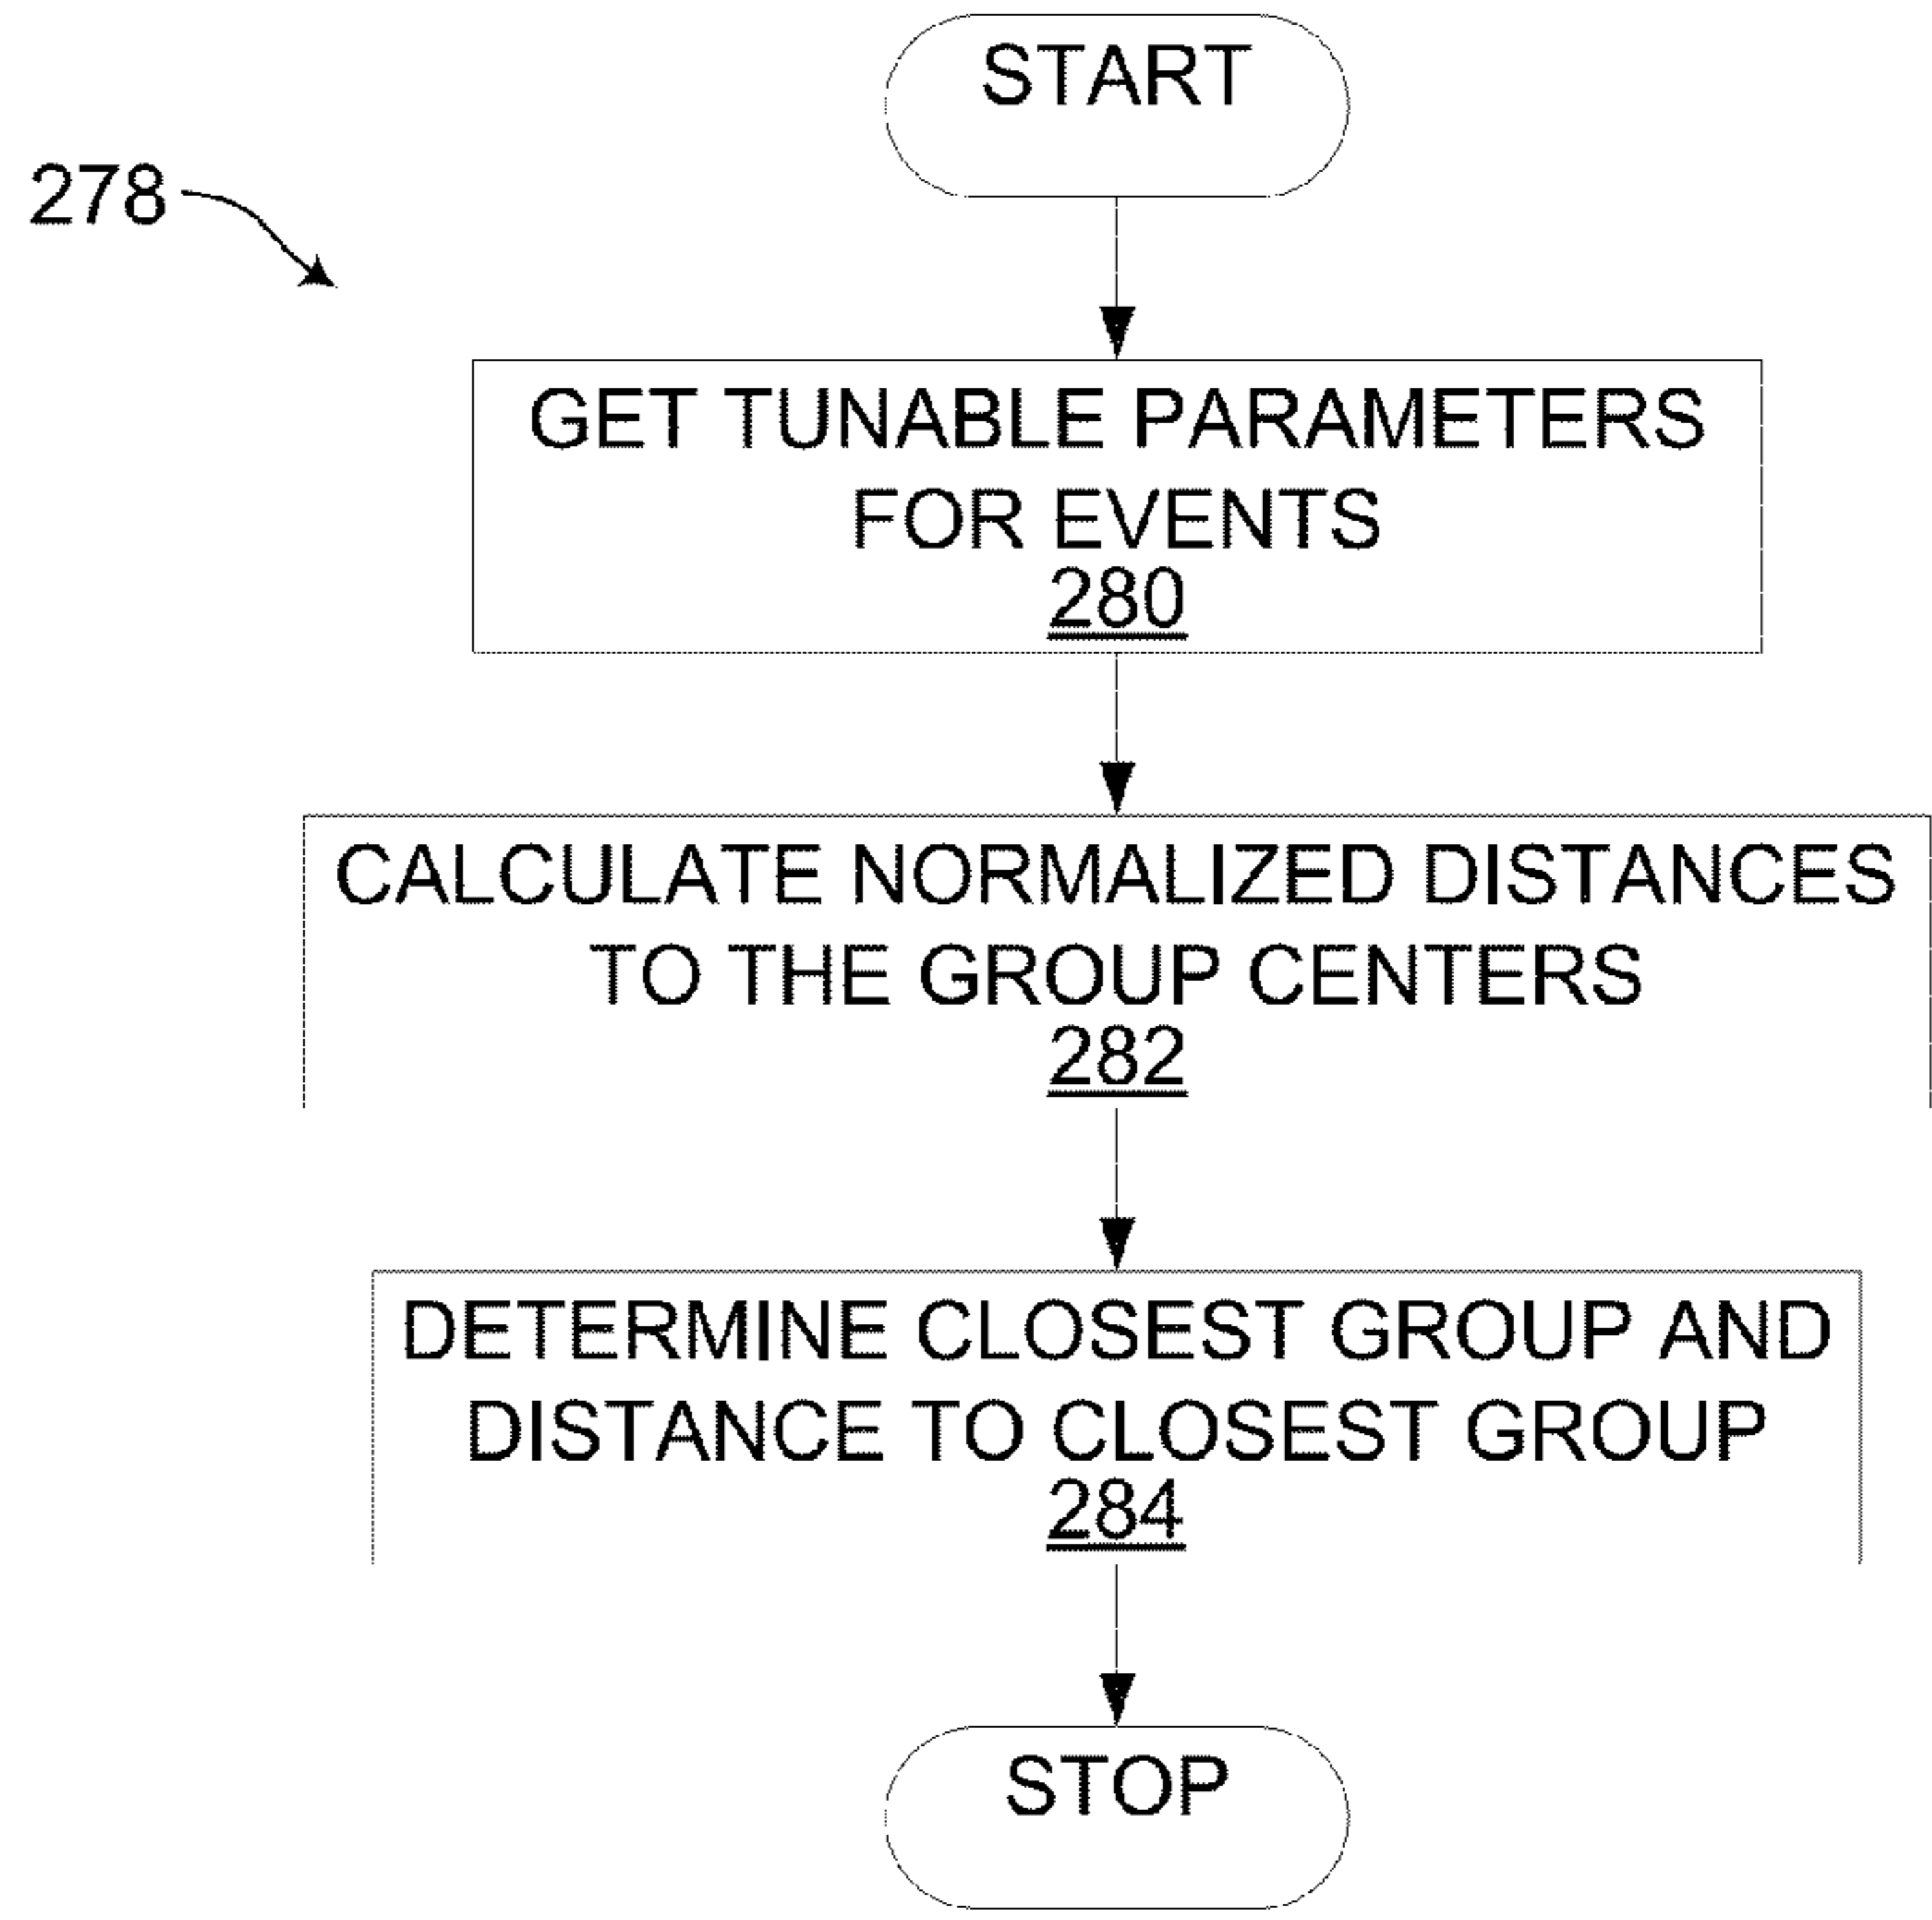 START
278
GET TUNABLE PARAMETERS
FOR EVENTS
280
CALCULATE NORMALIZED DISTANCES
TO THE GROUP CENTERS
282
DETERMINE CLOSEST GROUP AND
DISTANCE TO CLOSEST GROUP
284
STOP